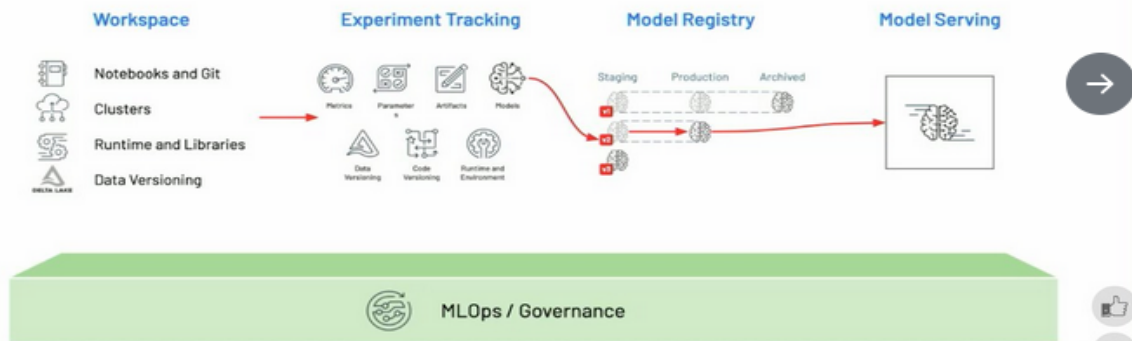 Workspace
Experiment Tracking
Model Registry
Model Serving
Notebooks and Git
Clusters
Runtime and Libraries
Data Versioning
DELTA LAKE
Metrics
Parameter
s
Artifacts
Models
Data
Versioning
Code
Versioning
Runtime and
Environment
Staging
Production
Archived
v1
v2
v3
MLOps / Governance